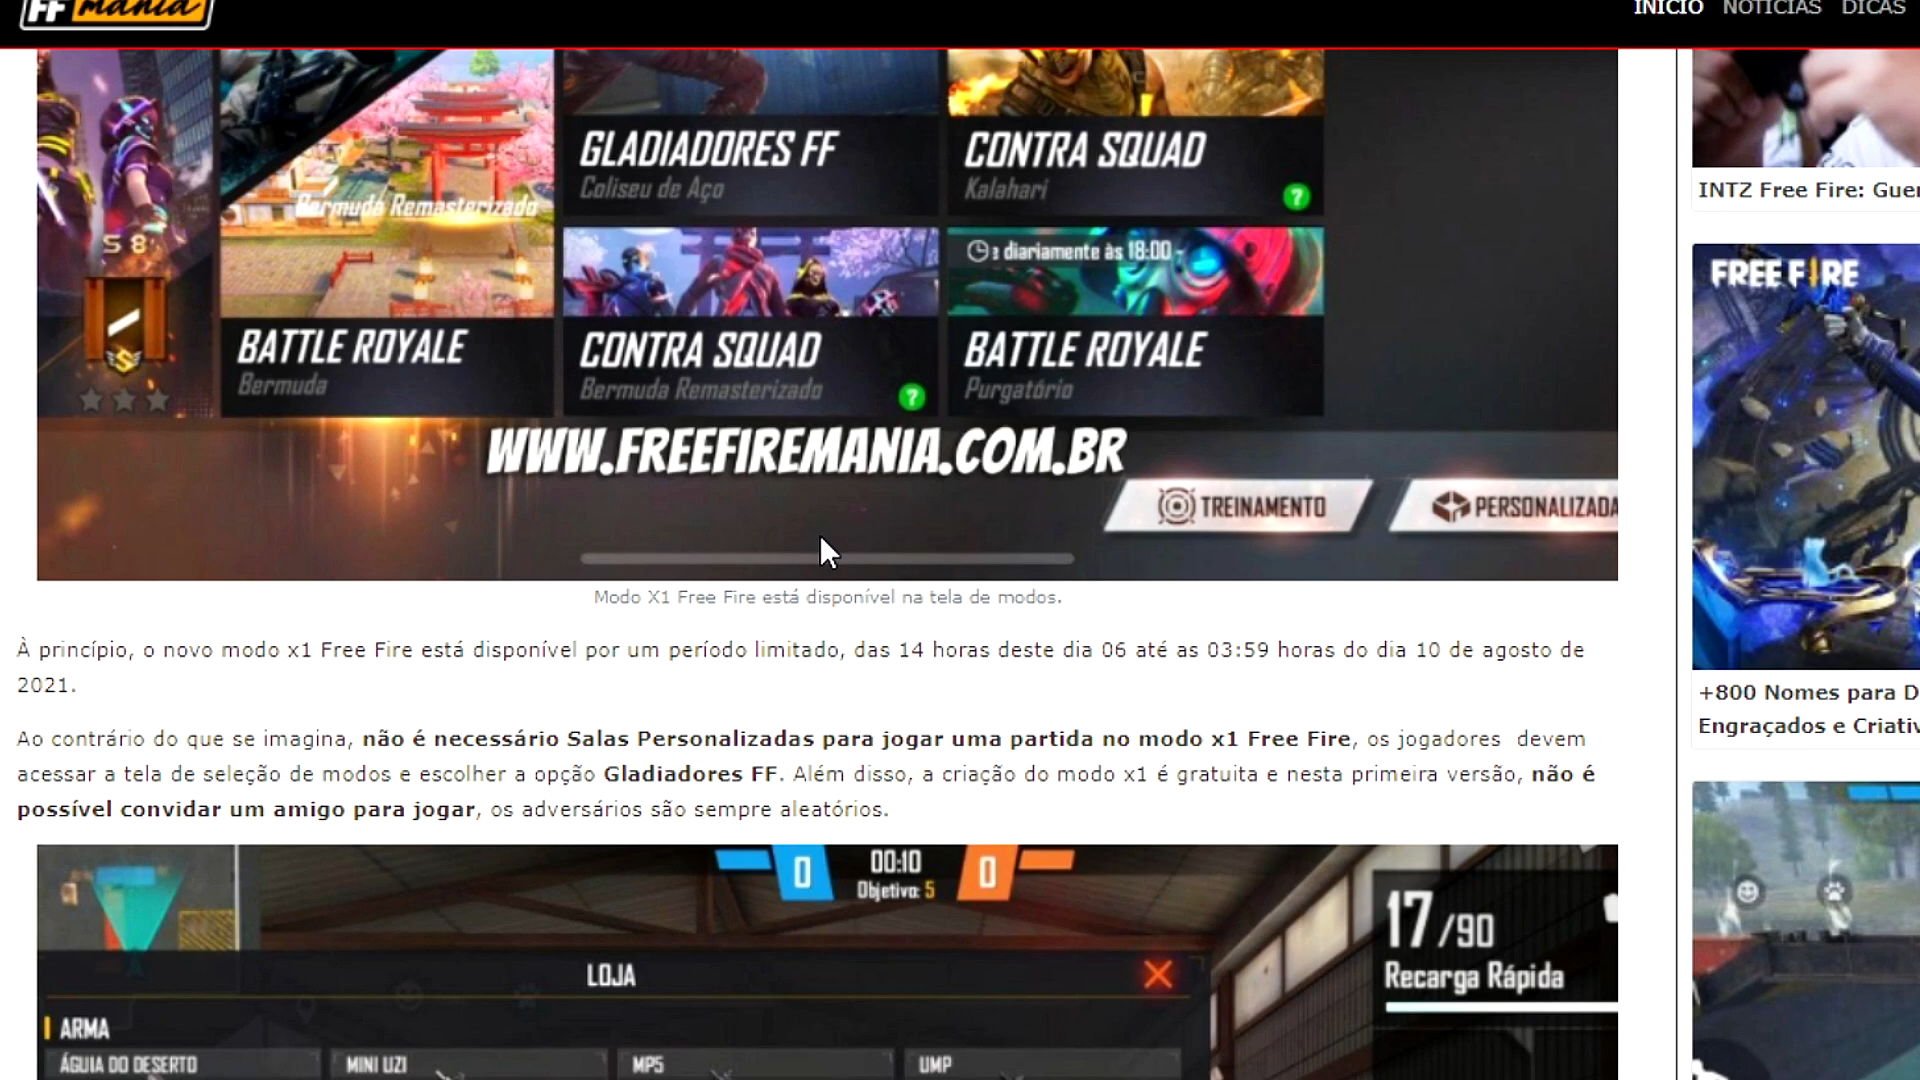 FF mania
INÍCIO NOTÍCIAS DICAS
GLADIADORES FF
Coliseu de Aço
CONTRA SQUAD
Kalahari
?
Bermuda Remasterizado
S 8
BATTLE ROYALE
Bermuda
CONTRA SQUAD
Bermuda Remasterizado
?
diariamente às 18:00 -
BATTLE ROYALE
Purgatório
WWW.FREEFIREMANIA.COM.BR
TREINAMENTO
PERSONALIZADA
Modo X1 Free Fire está disponível na tela de modos.
À princípio, o novo modo x1 Free Fire está disponível por um período limitado, das 14 horas deste dia 06 até as 03:59 horas do dia 10 de agosto de
2021.
Ao contrário do que se imagina, não é necessário Salas Personalizadas para jogar uma partida no modo x1 Free Fire, os jogadores devem
acessar a tela de seleção de modos e escolher a opção Gladiadores FF. Além disso, a criação do modo x1 é gratuita e nesta primeira versão, não é
possível convidar um amigo para jogar, os adversários são sempre aleatórios.
0
00:10
Objetivo: 5
0
17/90
Recarga Rápida
LOJA
ARMA
ÁGUIA DO DESERTO
MINI UZI
MP5
UMP
INTZ Free Fire: Guer
FREE FIRE
+800 Nomes para D
Engraçados e Criativ